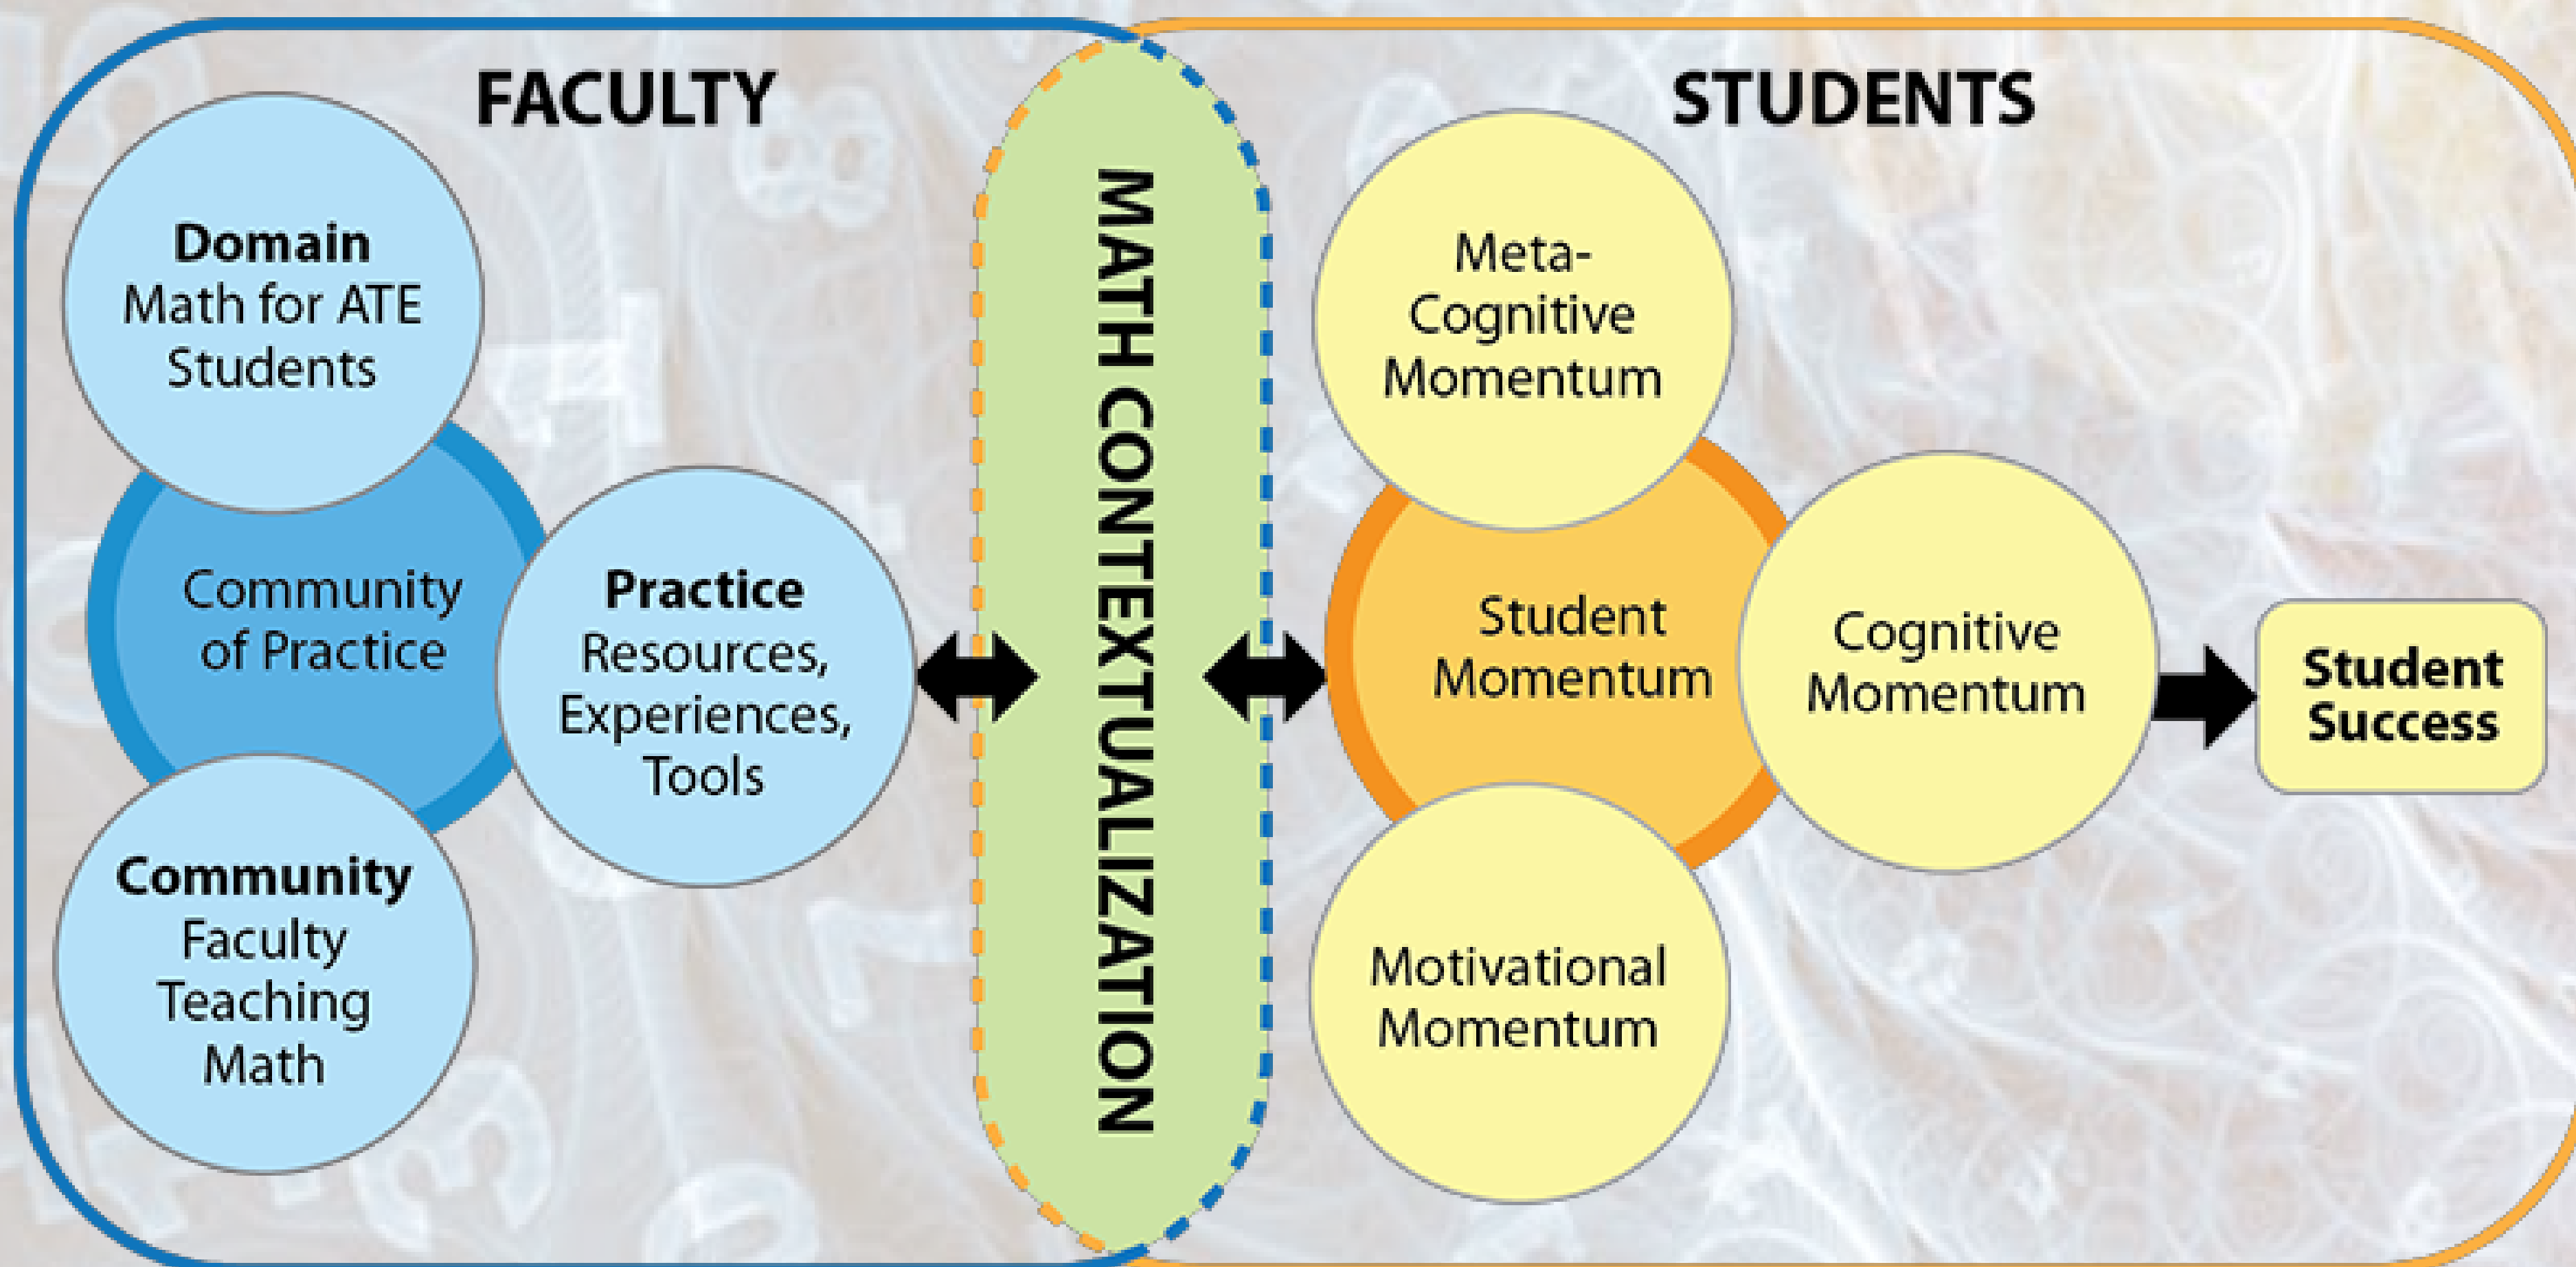 FACULTY
Domain
Math for ATE
Students
Community
of Practice
Practice
Resources,
Experiences,
Tools
Community
Faculty
Teaching
Math
MATH CONTEXTUALIZATION
STUDENTS
Meta-
Cognitive
Momentum
Student
Momentum
Cognitive
Momentum
Motivational
Momentum
Student
Success